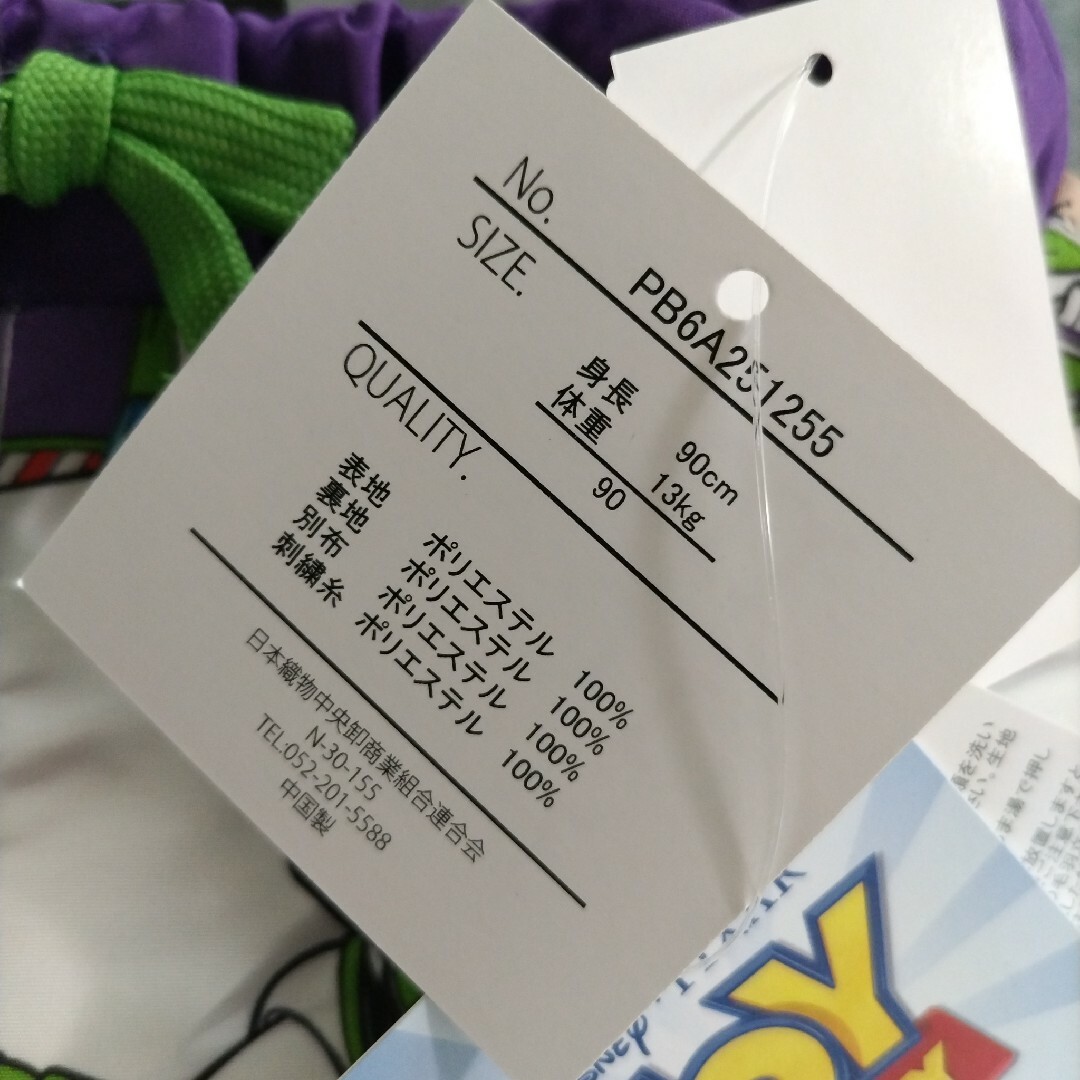 No. PB6A251255
SIZE.
身長 90cm
体重 13kg
90
QUALITY.
表地 ポリエステル 100%
裏地 ポリエステル 100%
別布 ポリエステル 100%
刺繍糸 ポリエステル 100%
日本織物中央卸商業組合連合会
N-30-155
TEL:052-201-5588
中国製